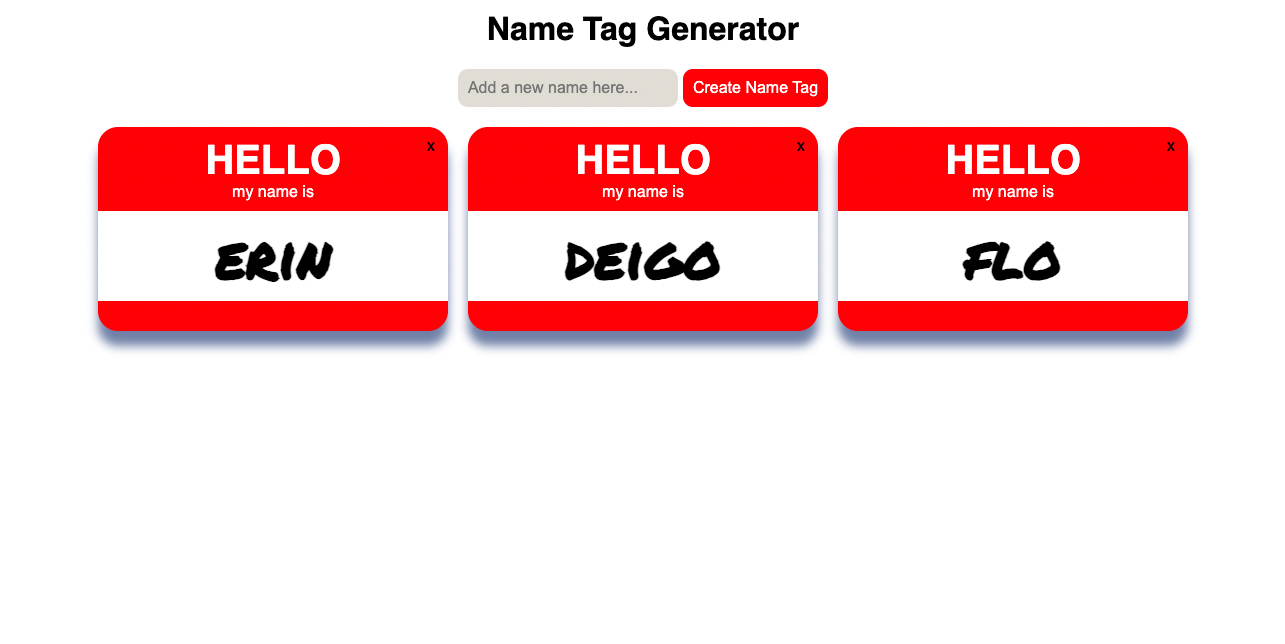 Name Tag Generator
Add a new name here...
Create Name Tag
x
HELLO
my name is
ERIN
x
HELLO
my name is
DEIGO
x
HELLO
my name is
FLO